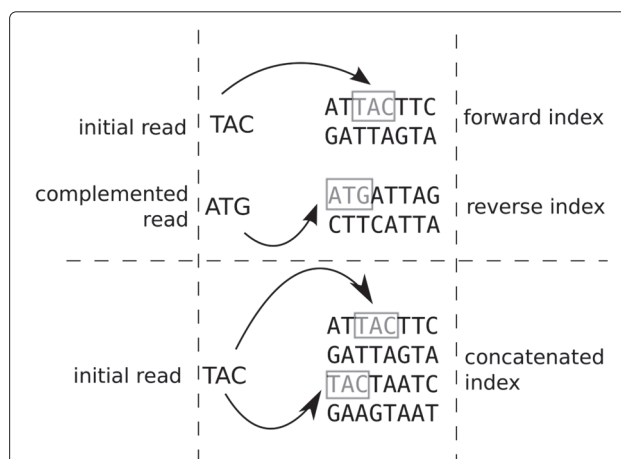 initial read TAC ATTACTTC forward index
GATTAGTA
complemented read ATG ATGATTAG reverse index
CTTCATTA
initial read TAC ATTACTTC concatenated index
GATTAGTA
TACTAATC
GAAGTAAT